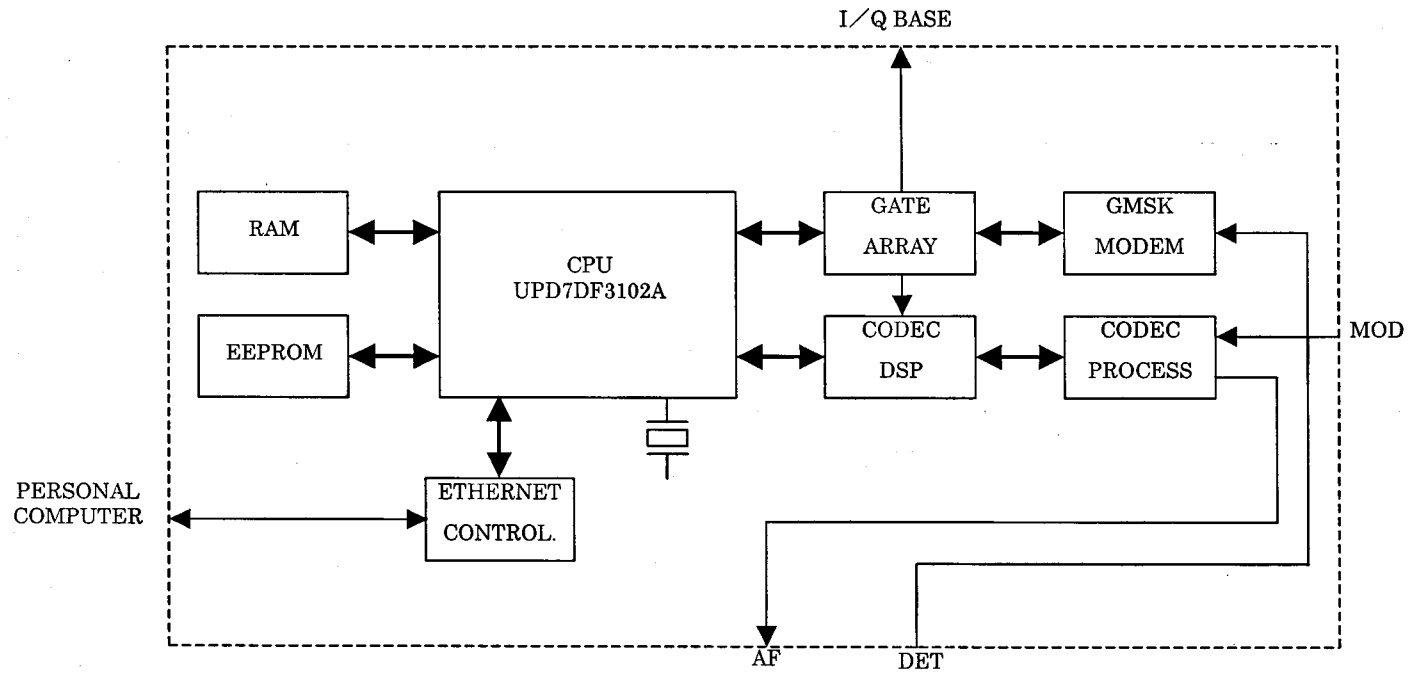 I/Q BASE
RAM
CPU
UPD7DF3102A
GATE
ARRAY
GMSK
MODEM
EEPROM
CODEC
DSP
CODEC
PROCESS
MOD
PERSONAL
COMPUTER
ETHERNET
CONTROL.
AF
DET